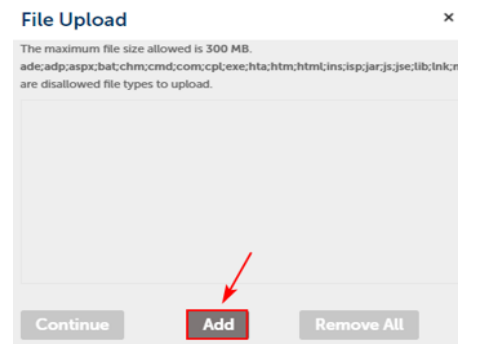 File Upload ×
The maximum file size allowed is 300 MB.
ade;adp;aspx;bat;chm;cmd;com;cpl;exe;hta;htm;html;ins;isp;jar;js;jse;lib;lnk;
are disallowed file types to upload.
Continue Add Remove All